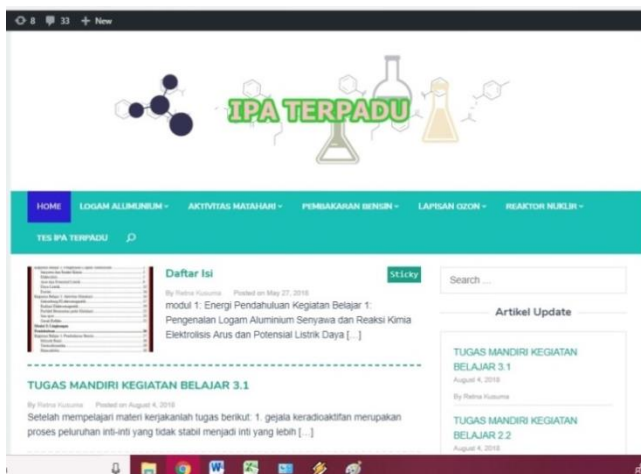 8 33 + New
IPA TERPADU
HOME LOGAM ALUMUNIUM AKTIVITAS MATAHARI PEMBAKARAN BENSIN LAPISAN OZON REAKTOR NUKLIR
TES IPA TERPADU
Daftar Isi
Sticky
By Ratna Kusuma Posted on May 27, 2018
modul 1: Energi Pendahuluan Kegiatan Belajar 1:
Pengenalan Logam Aluminium Senyawa dan Reaksi Kimia
Elektrolisis Arus dan Potensial Listrik Daya [...]
TUGAS MANDIRI KEGIATAN BELAJAR 3.1
By Ratna Kusuma Posted on August 4, 2018
Setelah mempelajari materi kerjakanlah tugas berikut: 1. gejala keradioaktifan merupakan
proses peluruhan inti-inti yang tidak stabil menjadi inti yang lebih [...]
Search ...
Artikel Update
TUGAS MANDIRI KEGIATAN
BELAJAR 3.1
August 4, 2018
By Ratna Kusuma
TUGAS MANDIRI KEGIATAN
BELAJAR 2.2
August 4, 2018